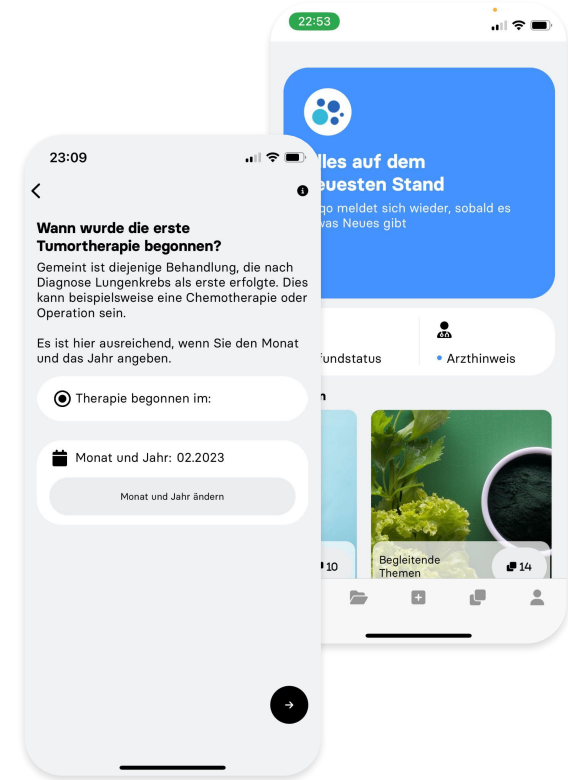 22:53
lles auf dem
euesten Stand
qo meldet sich wieder, sobald es
was Neues gibt
fundstatus
Arzthinweis
n
10
Begleitende
Themen
14
23:09
Wann wurde die erste
Tumortherapie begonnen?
Gemeint ist diejenige Behandlung, die nach
Diagnose Lungenkrebs als erste erfolgte. Dies
kann beispielsweise eine Chemotherapie oder
Operation sein.
Es ist hier ausreichend, wenn Sie den Monat
und das Jahr angeben.
Therapie begonnen im:
Monat und Jahr: 02.2023
Monat und Jahr ändern